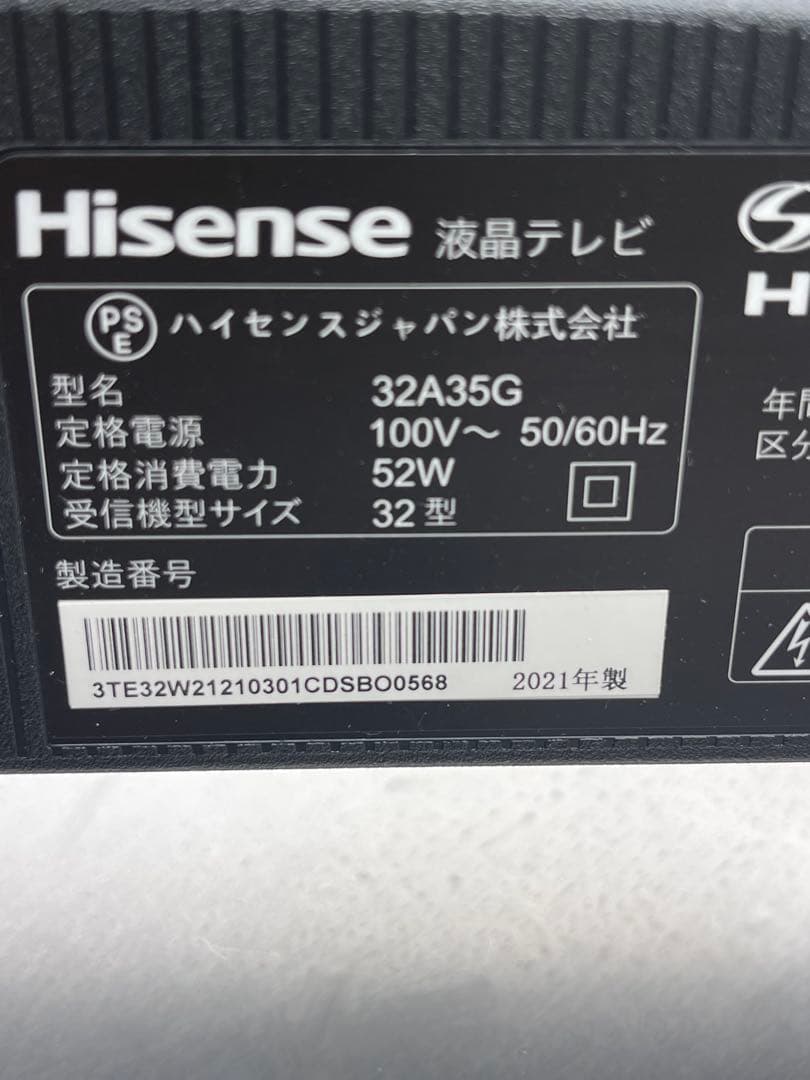 Hisense 液晶テレビ
PSE ハイセンスジャパン株式会社
型名 32A35G
定格電源 100V～ 50/60Hz
定格消費電力 52W
受信機型サイズ 32型
製造番号
3TE32W21210301CDSBO0568 2021年製
年間
区分